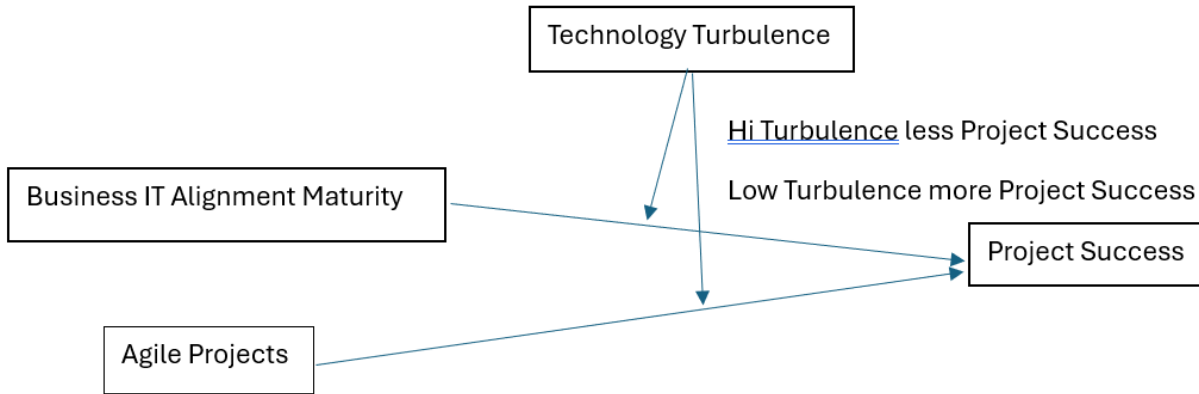 Technology Turbulence
Hi Turbulence less Project Success
Business IT Alignment Maturity
Low Turbulence more Project Success
Project Success
Agile Projects